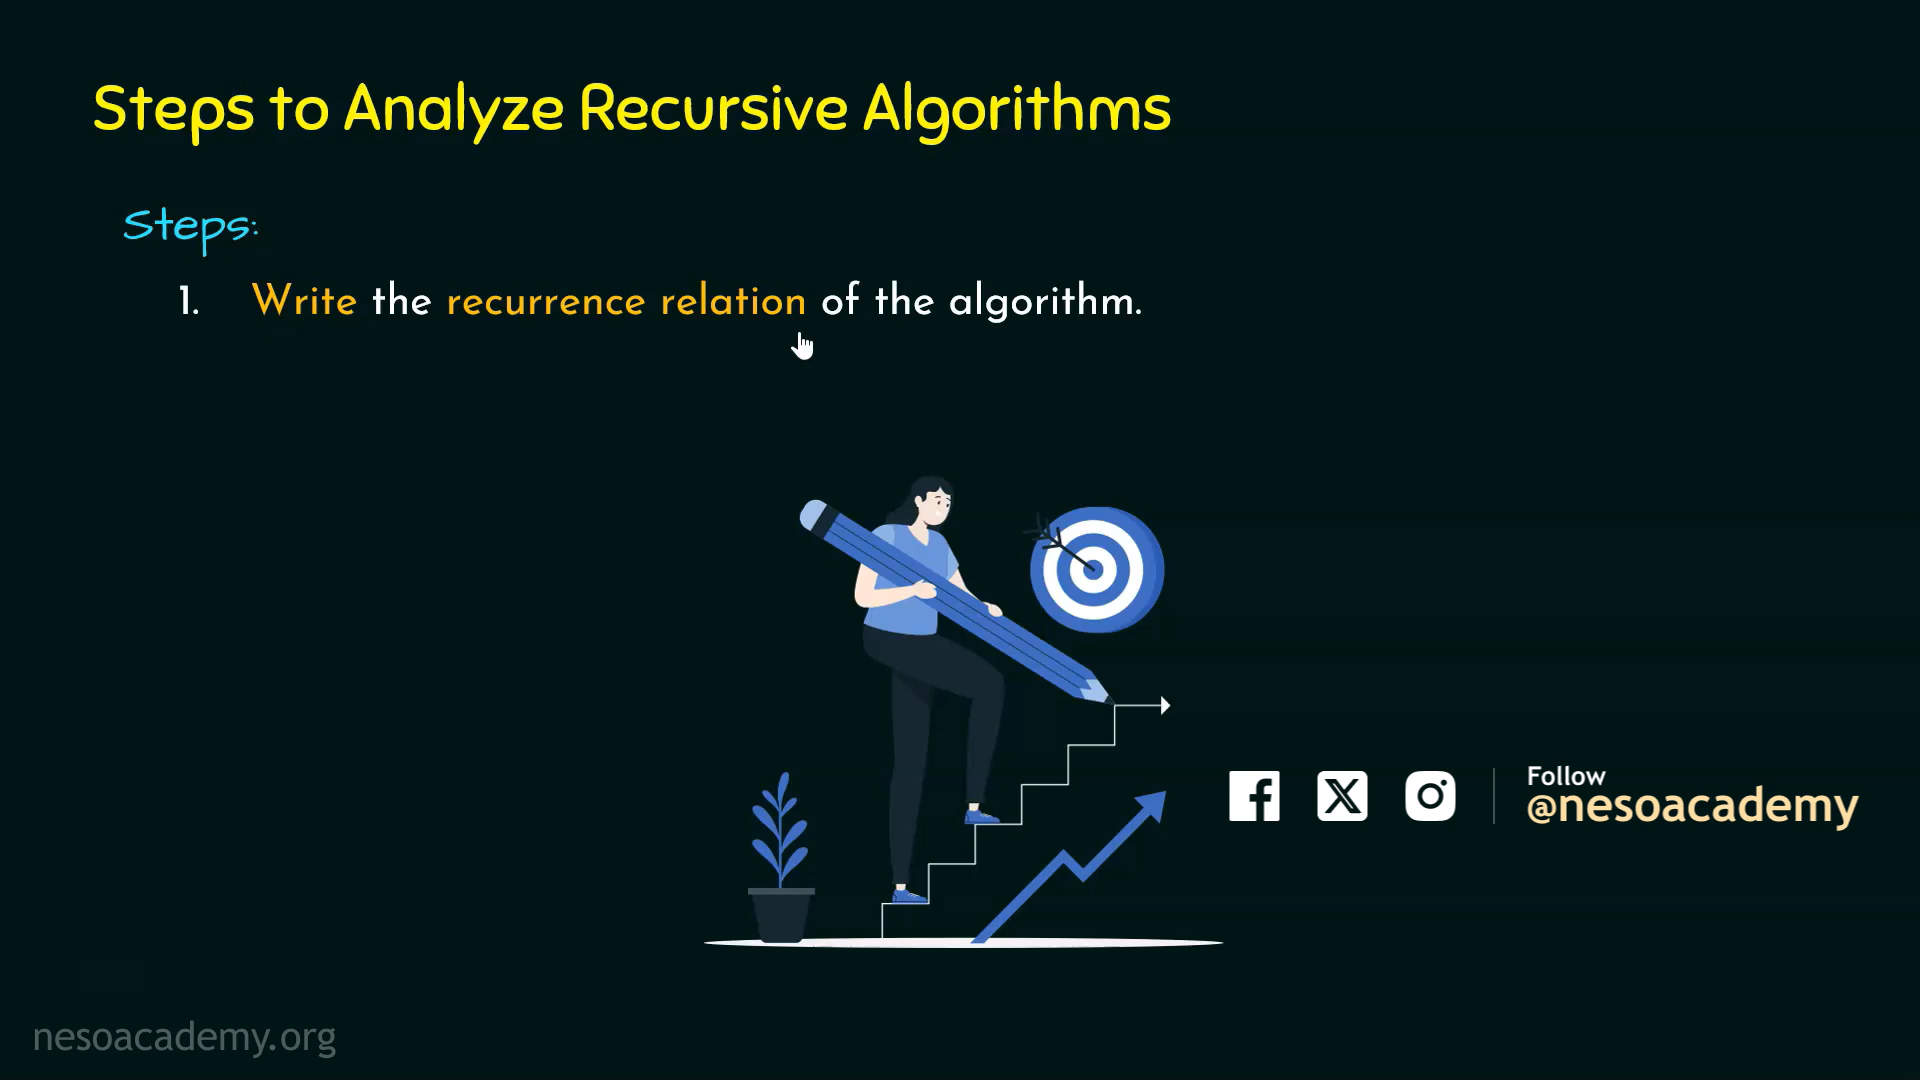 Steps to Analyze Recursive Algorithms
Steps:
1. Write the recurrence relation of the algorithm.
Follow
@nesoacademy
nesoacademy.org